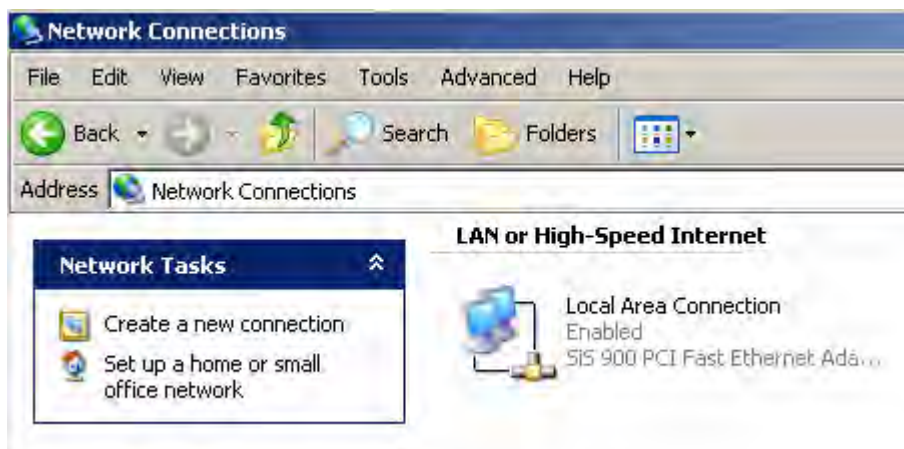 Network Connections
File Edit View Favorites Tools Advanced Help
Back Search Folders
Address Network Connections
Network Tasks
Create a new connection
Set up a home or small
office network
LAN or High-Speed Internet
Local Area Connection
Enabled
SiS 900 PCI Fast Ethernet Ada...